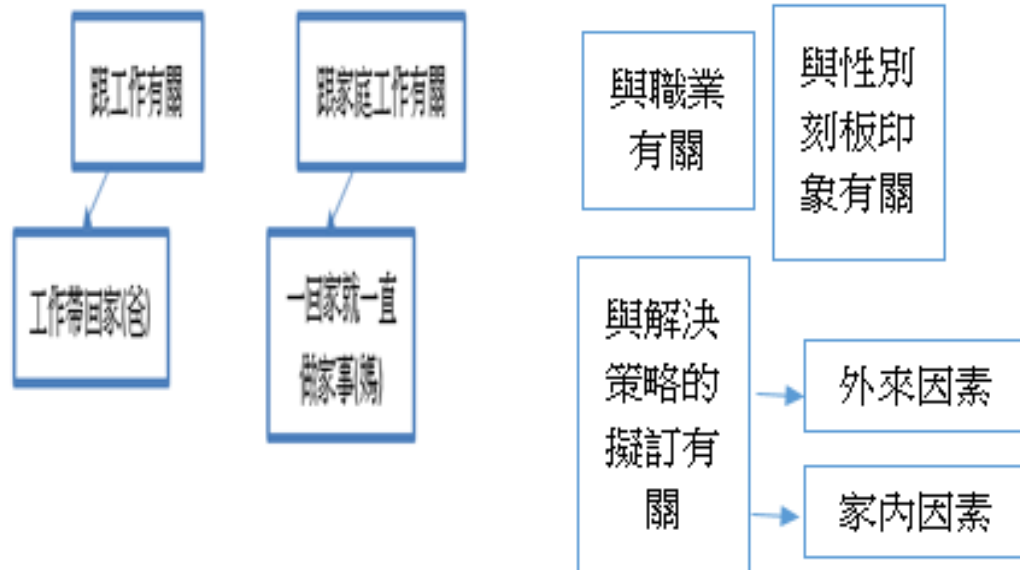 跟工作有關
跟家庭工作有關
工作帶回家(爸)
一回家就一直
做家事(媽)
與職業
有關
與性別
刻板印
象有關
與解決
策略的
擬訂有
關
外來因素
家內因素